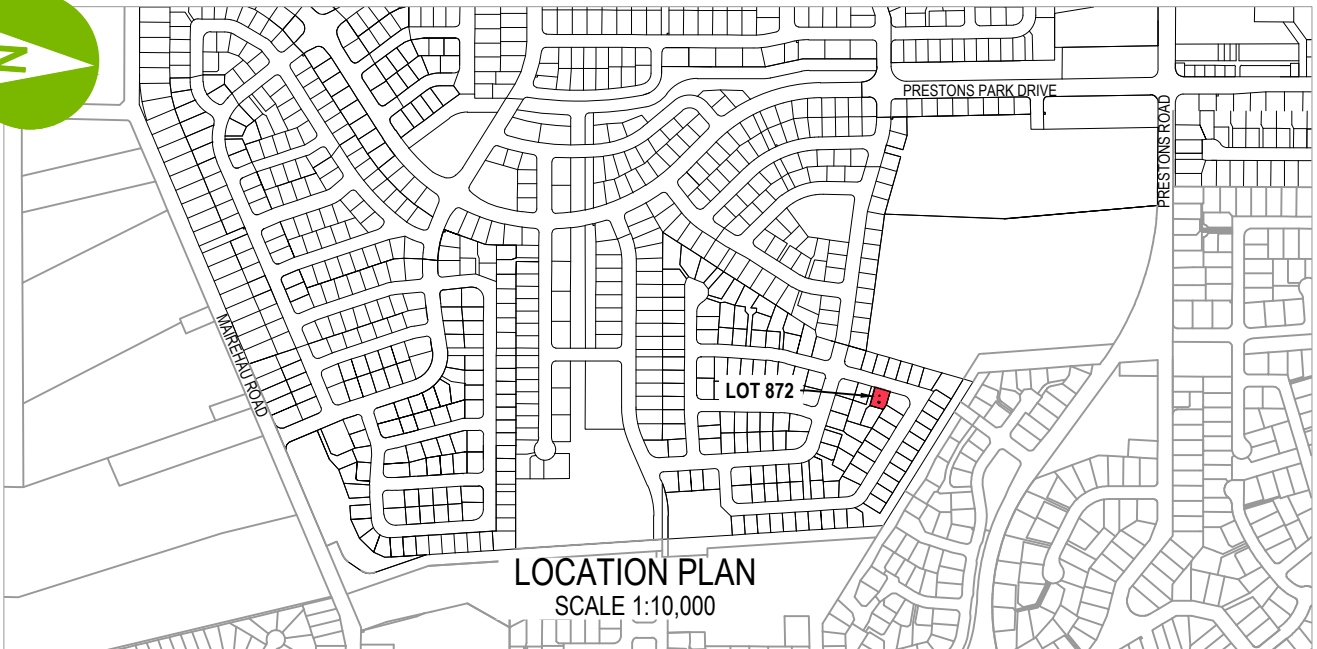 N
PRESTONS PARK DRIVE
PRESTONS ROAD
MAIREHAU ROAD
LOT 872
LOCATION PLAN
SCALE 1:10,000